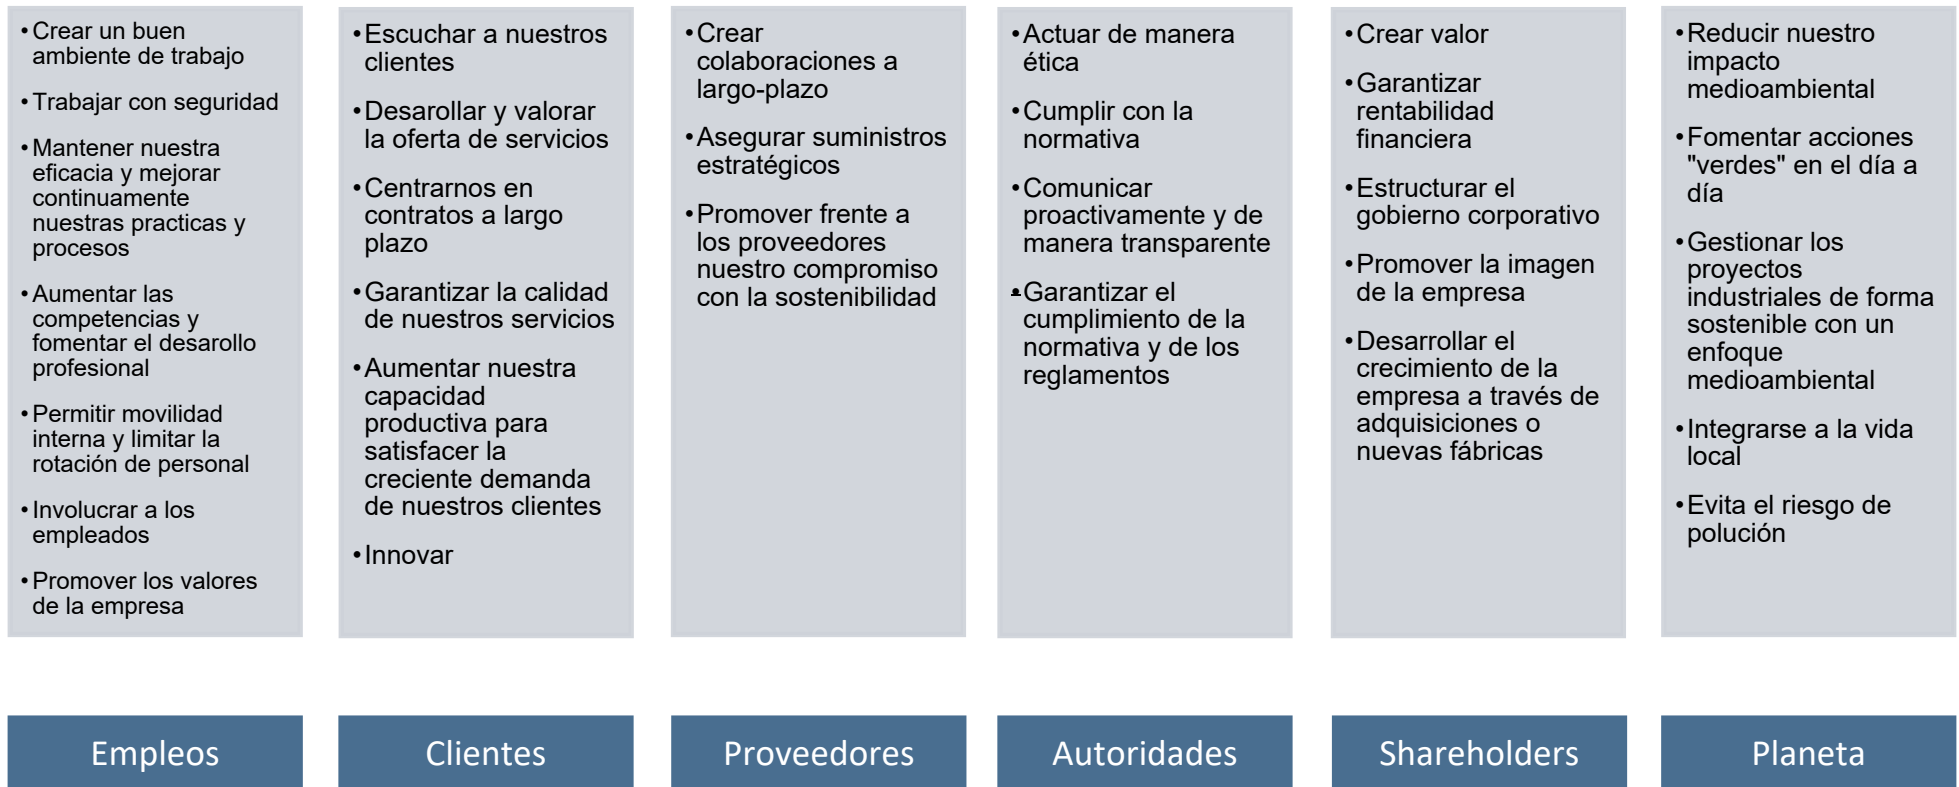 •Crear un buen
ambiente de trabajo
•Trabajar con seguridad
•Mantener nuestra
eficacia y mejorar
continuamente
nuestras practicas y
procesos
•Aumentar las
competencias y
fomentar el desarollo
profesional
•Permitir movilidad
interna y limitar la
rotación de personal
•Involucrar a los
empleados
•Promover los valores
de la empresa
Empleos
•Escuchar a nuestros
clientes
•Desarollar y valorar
la oferta de servicios
•Centrarnos en
contratos a largo
plazo
•Garantizar la calidad
de nuestros servicios
•Aumentar nuestra
capacidad
productiva para
satisfacer la
creciente demanda
de nuestros clientes
•Innovar
Clientes
•Crear
colaboraciones a
largo-plazo
•Asegurar suministros
estratégicos
•Promover frente a
los proveedores
nuestro compromiso
con la sostenibilidad
Proveedores
•Actuar de manera
ética
•Cumplir con la
normativa
•Comunicar
proactivamente y de
manera transparente
•Garantizar el
cumplimiento de la
normativa y de los
reglamentos
Autoridades
•Crear valor
•Garantizar
rentabilidad
financiera
•Estructurar el
gobierno corporativo
•Promover la imagen
de la empresa
•Desarrollar el
crecimiento de la
empresa a través de
adquisiciones o
nuevas fábricas
Shareholders
•Reducir nuestro
impacto
medioambiental
•Fomentar acciones
"verdes" en el día a
día
•Gestionar los
proyectos
industriales de forma
sostenible con un
enfoque
medioambiental
•Integrarse a la vida
local
•Evita el riesgo de
polución
Planeta